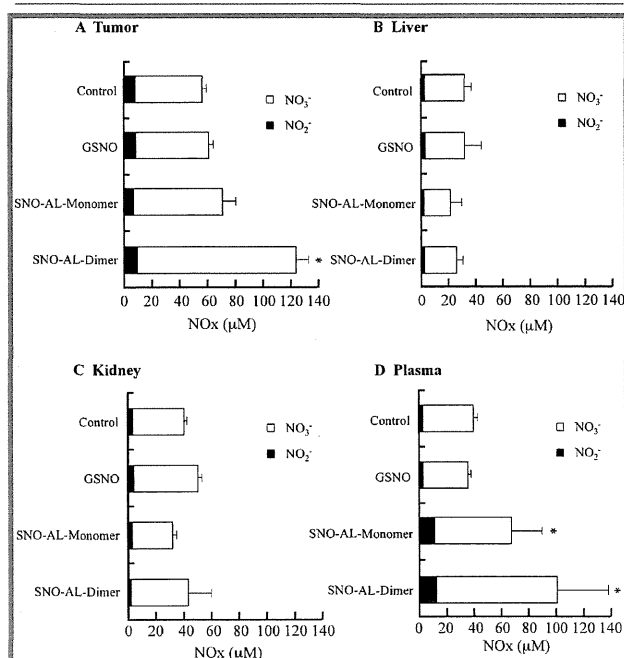 A Tumor
Control
GSNO
SNO-AL-Monomer
SNO-AL-Dimer
NO₃⁻
NO₂⁻
*
0 20 40 60 80 100 120 140
NOx (μM)
B Liver
Control
GSNO
SNO-AL-Monomer
SNO-AL-Dimer
NO₃⁻
NO₂⁻
0 20 40 60 80 100 120 140
NOx (μM)
C Kidney
Control
GSNO
SNO-AL-Monomer
SNO-AL-Dimer
NO₃⁻
NO₂⁻
0 20 40 60 80 100 120 140
NOx (μM)
D Plasma
Control
GSNO
SNO-AL-Monomer
SNO-AL-Dimer
NO₃⁻
NO₂⁻
*
*
0 20 40 60 80 100 120 140
NOx (μM)